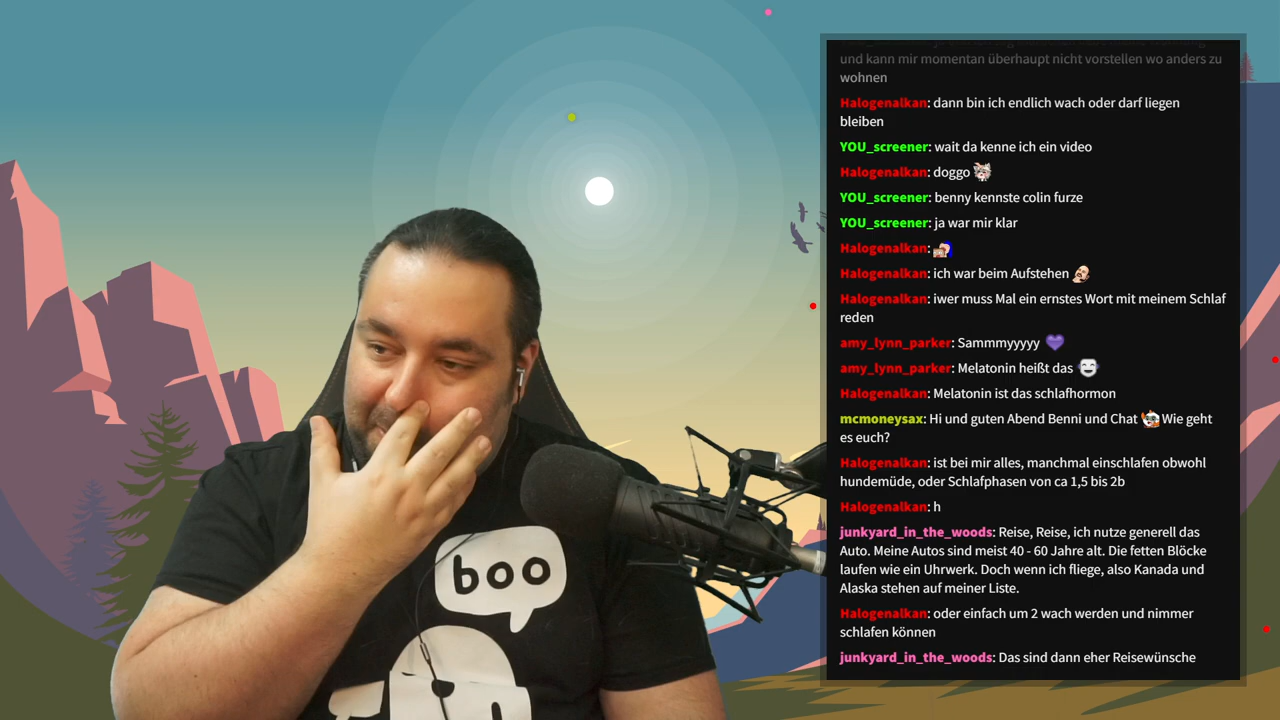 und kann mir momentan überhaupt nicht vorstellen wo anders zu
wohnen
Halogenalkan: dann bin ich endlich wach oder darf liegen
bleiben
YOU_screener: wait da kenne ich ein video
Halogenalkan: doggo
YOU_screener: benny kennste colin furze
YOU_screener: ja war mir klar
Halogenalkan:
Halogenalkan: ich war beim Aufstehen
Halogenalkan: iwer muss Mal ein ernstes Wort mit meinem Schlaf
reden
amy_lynn_parker: Sammmyyyyy
amy_lynn_parker: Melatonin heißt das
Halogenalkan: Melatonin ist das schlafhormon
mcmoneysax: Hi und guten Abend Benni und Chat Wie geht
es euch?
Halogenalkan: ist bei mir alles, manchmal einschlafen obwohl
hundemüde, oder Schlafphasen von ca 1,5 bis 2b
Halogenalkan: h
junkyard_in_the_woods: Reise, Reise, ich nutze generell das
Auto. Meine Autos sind meist 40 - 60 Jahre alt. Die fetten Blöcke
laufen wie ein Uhrwerk. Doch wenn ich fliege, also Kanada und
Alaska stehen auf meiner Liste.
Halogenalkan: oder einfach um 2 wach werden und nimmer
schlafen können
junkyard_in_the_woods: Das sind dann eher Reisewünsche
boo